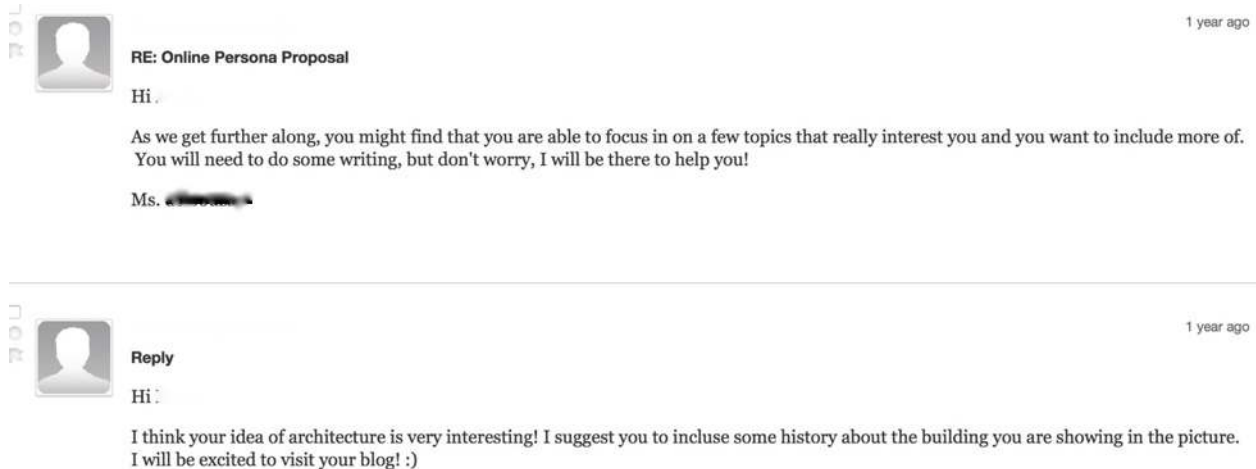 1 year ago
RE: Online Persona Proposal
Hi
As we get further along, you might find that you are able to focus in on a few topics that really interest you and you want to include more of.
You will need to do some writing, but don't worry, I will be there to help you!
Ms.
1 year ago
Reply
Hi
I think your idea of architecture is very interesting! I suggest you to incluse some history about the building you are showing in the picture.
I will be excited to visit your blog! :)